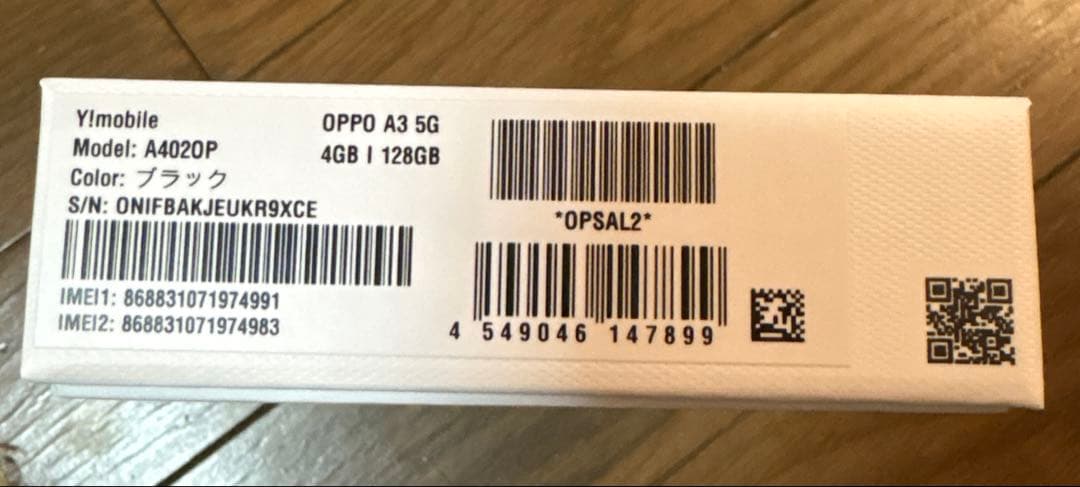 Y!mobile
OPPO A3 5G
Model: A402OP
4GB | 128GB
Color: ブラック
S/N: ONIFBAKJEUKR9XCE
*OPSAL2*
IMEI1: 868831071974991
IMEI2: 868831071974983
4 549046 147899